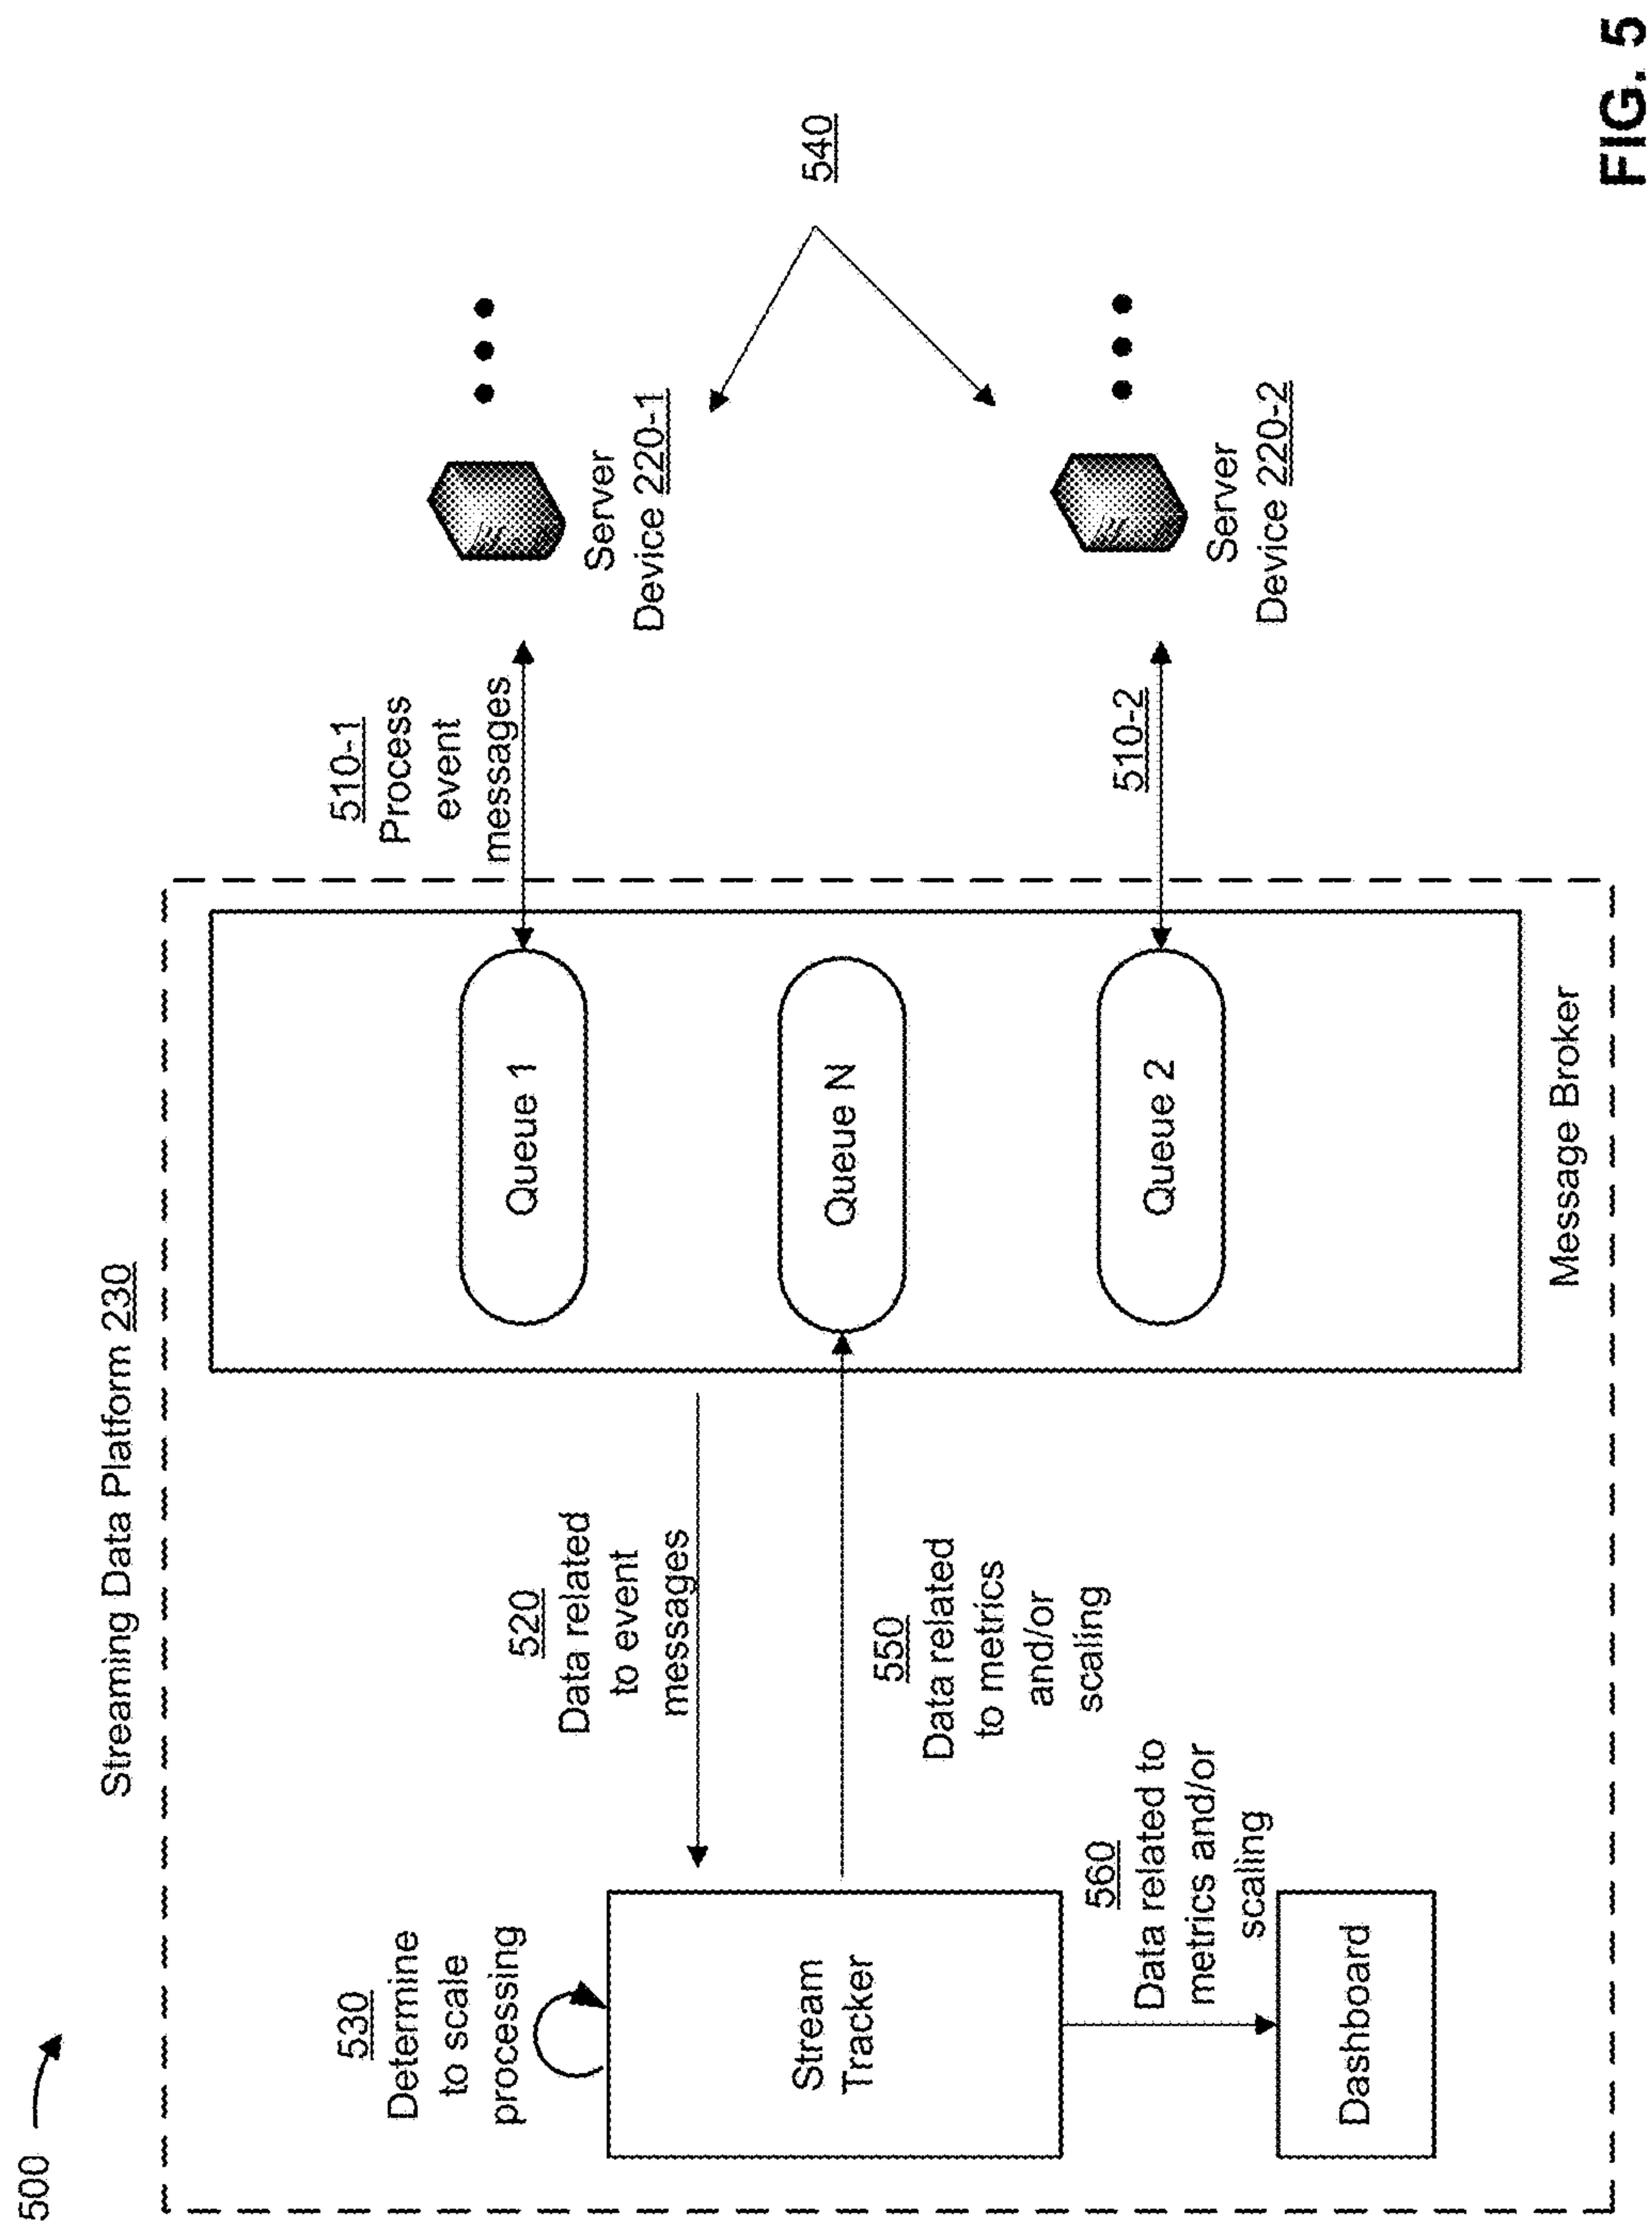 500
Streaming Data Platform 230
530
Determine
to scale
processing
520
Data related
to event
messages
510-1
Process
event
messages
Queue 1
Server
Device 220-1
Stream
Tracker
Queue N
540
550
Data related
to metrics
and/or
scaling
560
Data related to
metrics and/or
scaling
Queue 2
510-2
Server
Device 220-2
Dashboard
Message Broker
FIG. 5